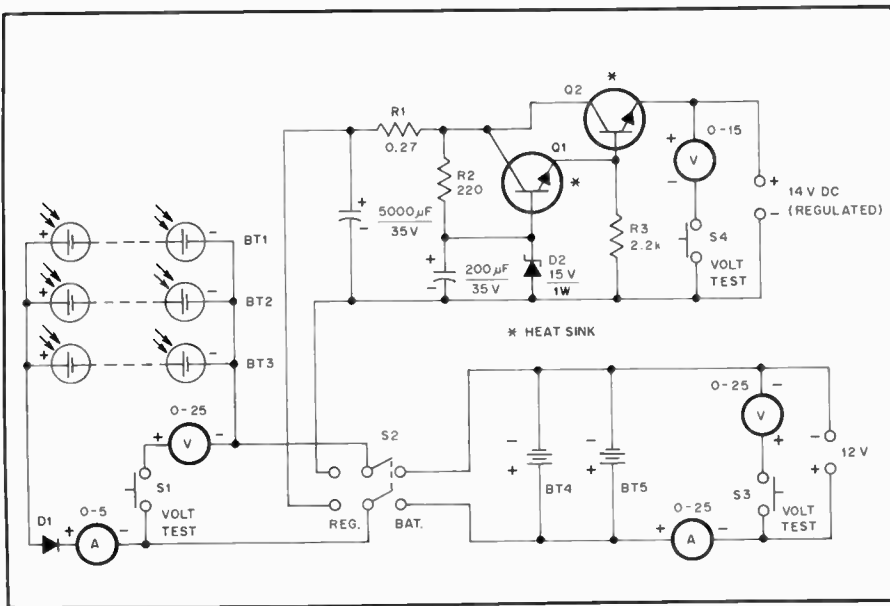 *
Q2
R1
0.27
0-15
+
V
-
Q1
*
R2
220
+
14 V DC
- (REGULATED)
+ 5000µF
- 35V
R3
2.2k
S4
VOLT
TEST
+ 200µF
- 35V
D2
15 V
1W
+ - BT1
+ - BT2
+ - BT3
* HEAT SINK
0-25
+ V -
S1
VOLT
TEST
S2
REG. BAT.
D1
0-5
+ A -
-
+
BT4
-
+
BT5
0-25
-
V
+
-
+
12 V
S3
VOLT
TEST
0-25
+ A -